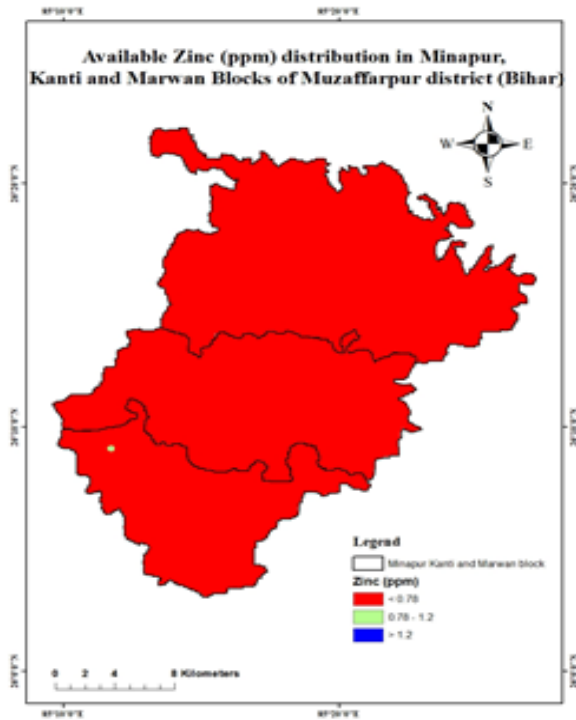 Available Zinc (ppm) distribution in Minapur,
Kanti and Marwan Blocks of Muzaffarpur district (Bihar)
N
W E
S
Legend
Minapur Kanti and Marwan block
Zinc (ppm)
< 0.78
0.78 - 1.2
> 1.2
0 2 4 8 Kilometers